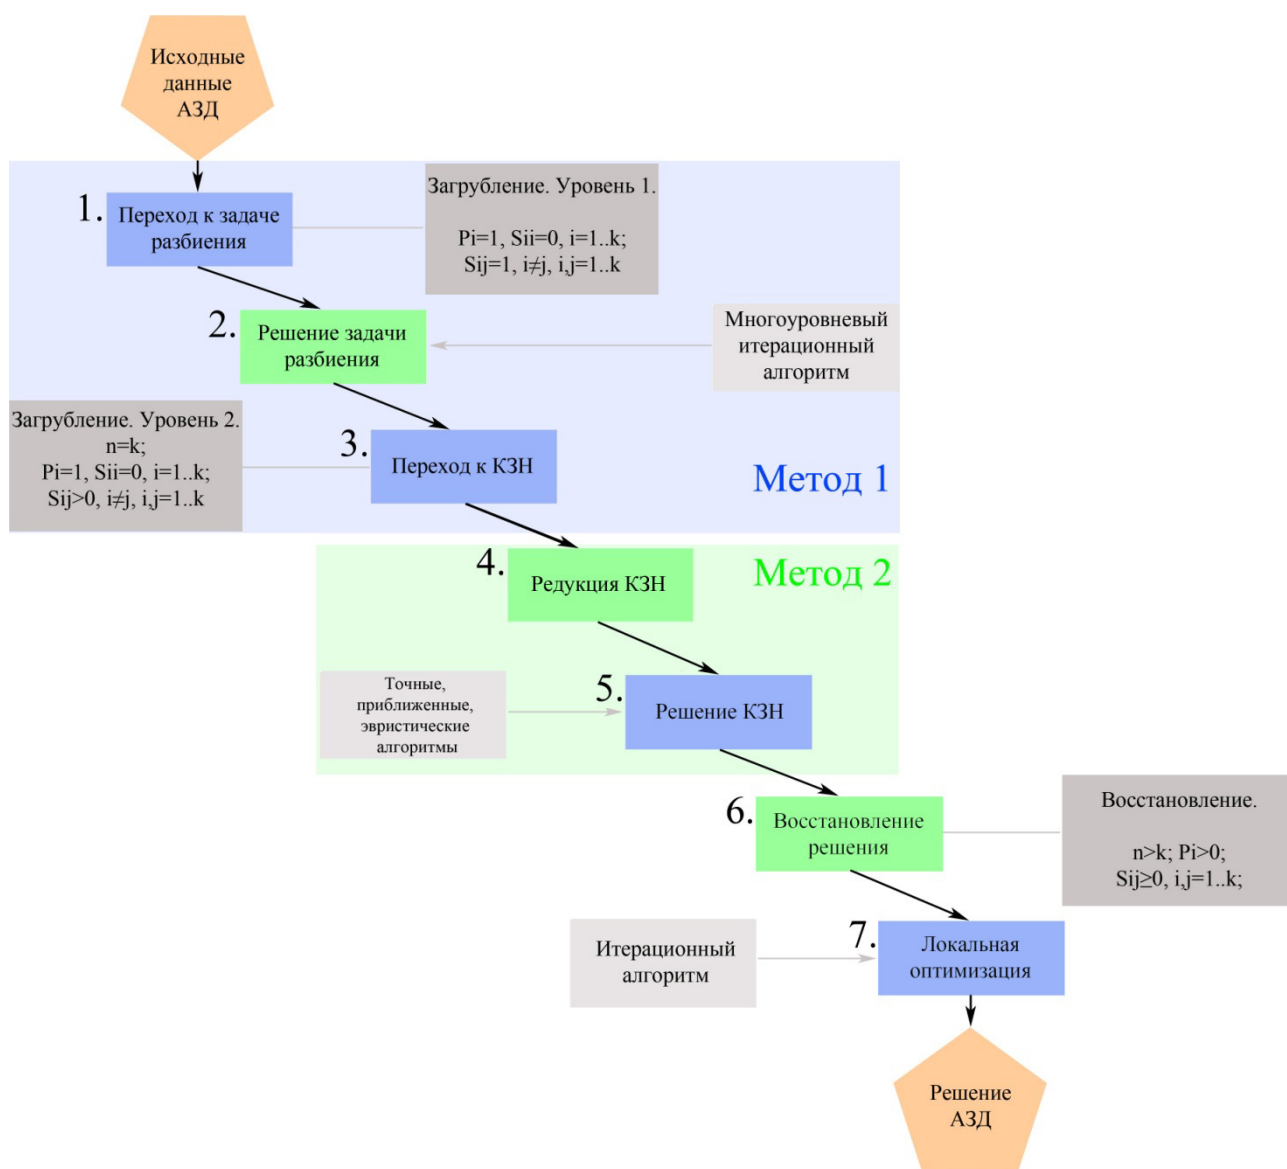 Исходные
данные
АЗД
1.
Переход к задаче
разбиения
Загрубление. Уровень 1.
Pi=1, Sii=0, i=1..k;
Sij=1, i≠j, i,j=1..k
2.
Решение задачи
разбиения
Многоуровневый
итерационный
алгоритм
Загрубление. Уровень 2.
n=k;
Pi=1, Sii=0, i=1..k;
Sij>0, i≠j, i,j=1..k
3.
Переход к КЗН
Метод 1
4.
Редукция КЗН
Метод 2
Точные,
приближенные,
эвристические
алгоритмы
5.
Решение КЗН
6.
Восстановление
решения
Восстановление.
n>k; Pi>0;
Sij≥0, i,j=1..k;
Итерационный
алгоритм
7.
Локальная
оптимизация
Решение
АЗД